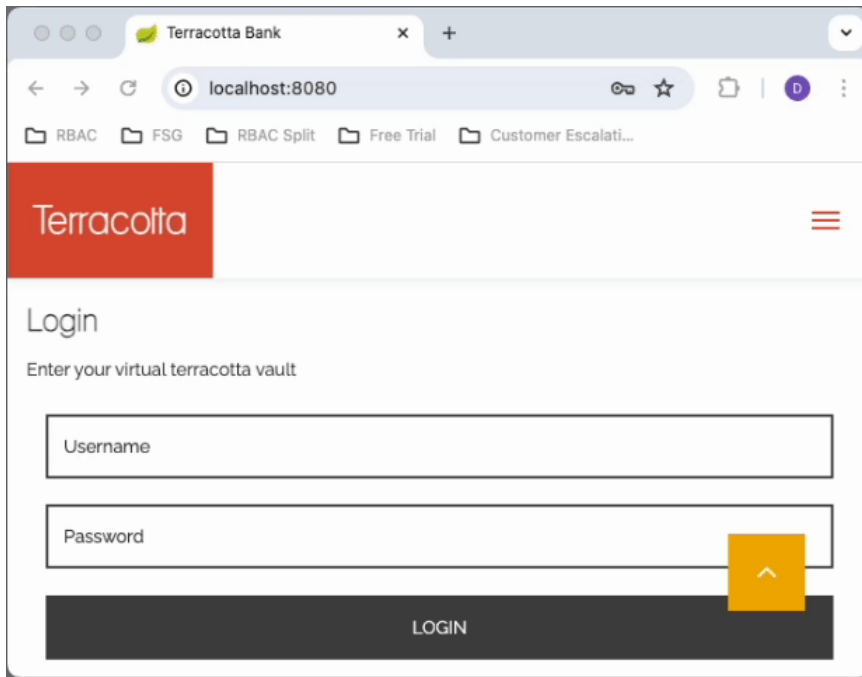 Terracotta Bank
localhost:8080
D
RBAC FSG RBAC Split Free Trial Customer Escalati...
Terracotta
Login
Enter your virtual terracotta vault
Username
Password
LOGIN